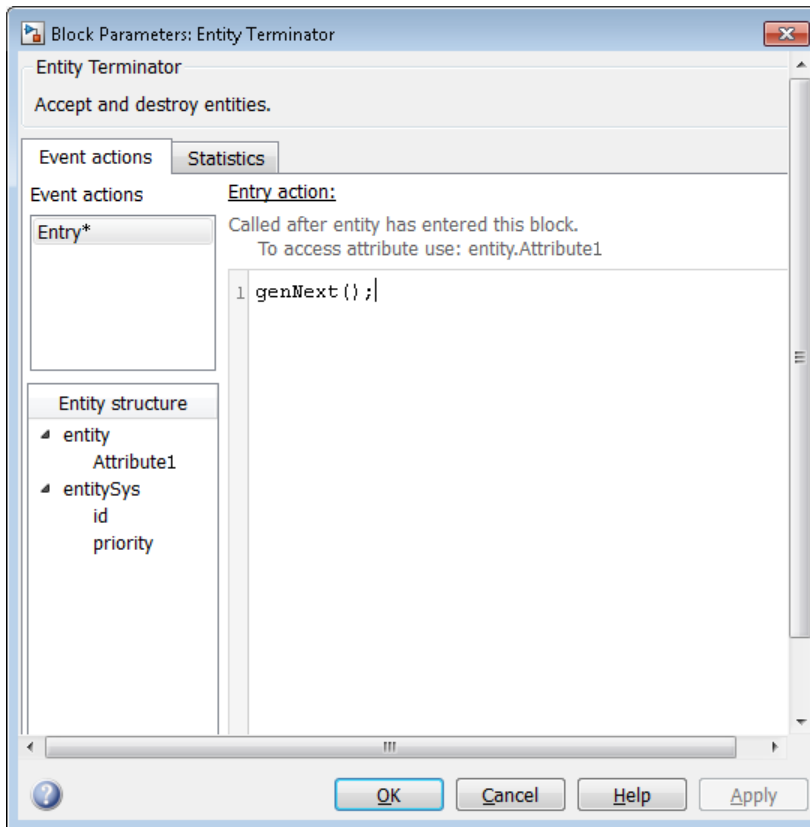 Block Parameters: Entity Terminator
Entity Terminator
Accept and destroy entities.
Event actions
Statistics
Event actions
Entry*
Entry action:
Called after entity has entered this block.
To access attribute use: entity.Attribute1
1 genNext();
Entity structure
entity
Attribute1
entitySys
id
priority
OK Cancel Help Apply